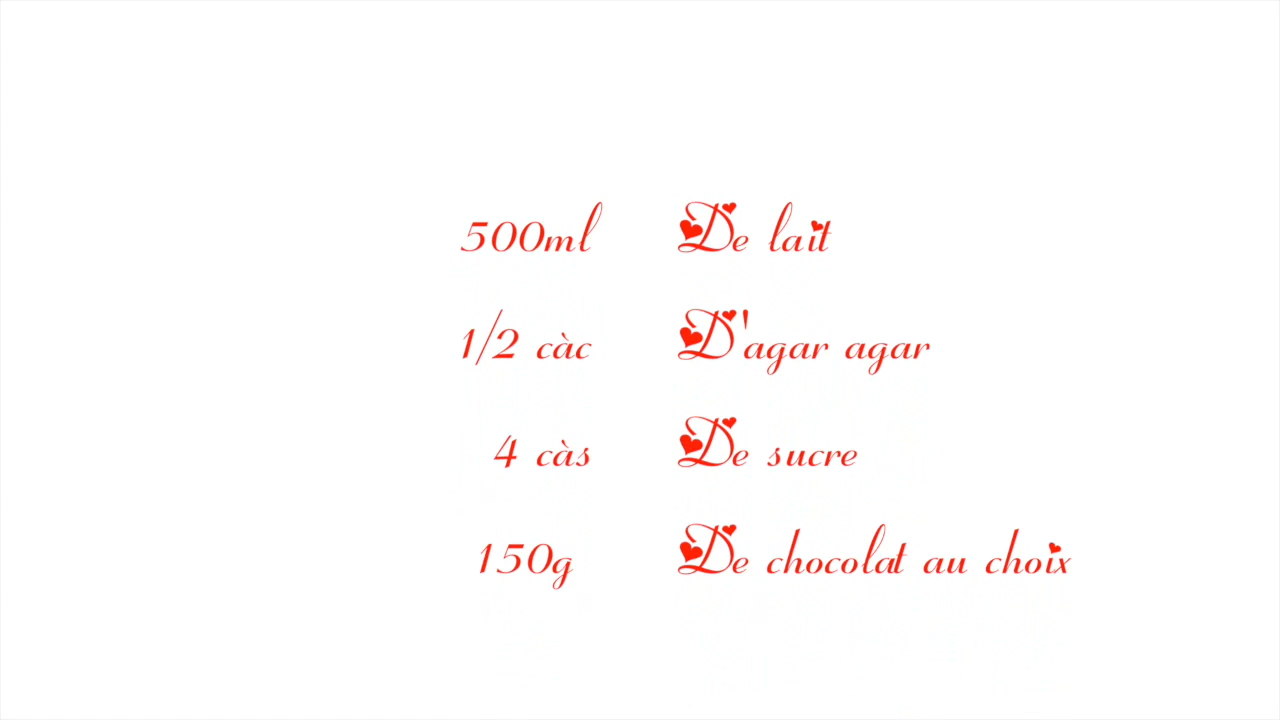 500ml De lait
1/2 càc D'agar agar
4 càs De sucre
150g De chocolat au choix